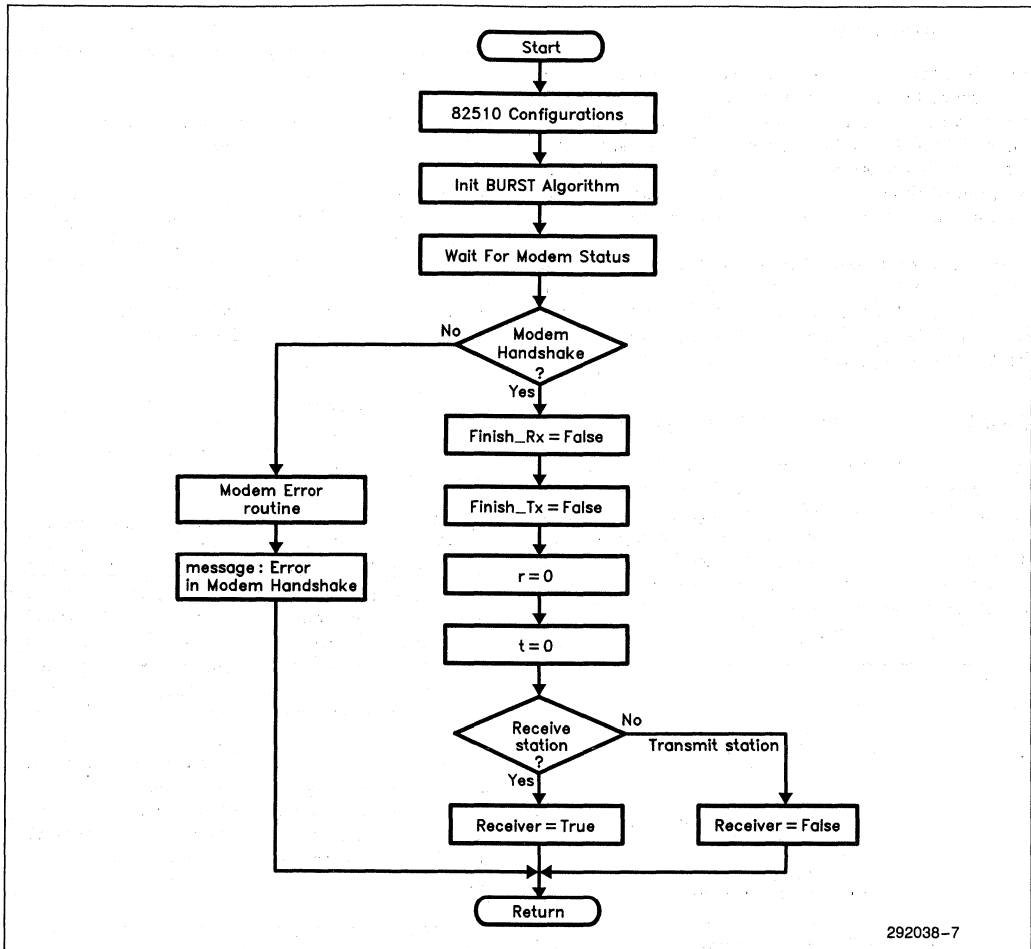 Start
82510 Configurations
Init BURST Algorithm
Wait For Modem Status
No
Modem
Handshake
?
Yes
Finish_Rx = False
Modem Error
routine
Finish_Tx = False
message: Error
in Modem Handshake
r = 0
t = 0
Receive
station
?
No
Transmit station
Yes
Receiver = True
Receiver = False
Return
292038-7